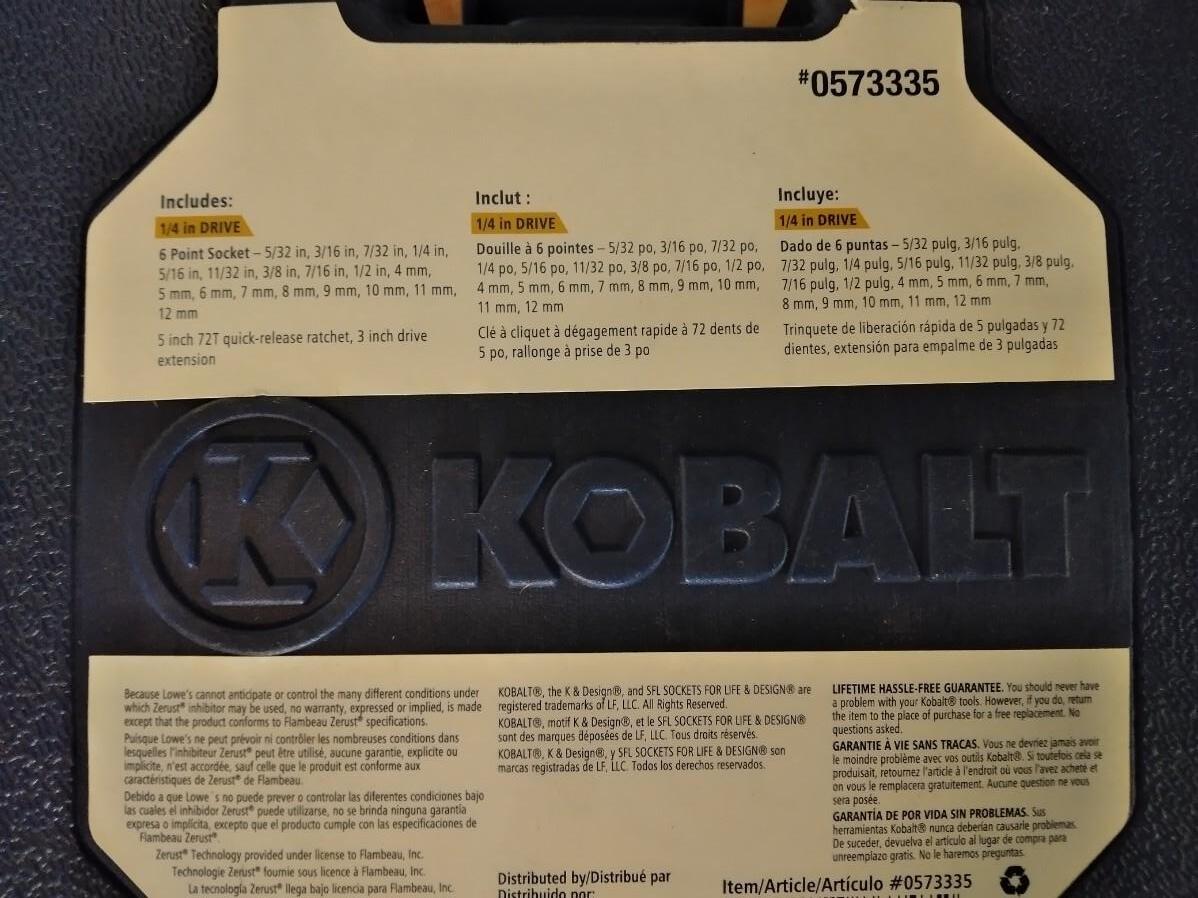 #0573335
Includes:
1/4 in DRIVE
6 Point Socket – 5/32 in, 3/16 in, 7/32 in, 1/4 in,
5/16 in, 11/32 in, 3/8 in, 7/16 in, 1/2 in, 4 mm,
5 mm, 6 mm, 7 mm, 8 mm, 9 mm, 10 mm, 11 mm,
12 mm
5 inch 72T quick-release ratchet, 3 inch drive
extension
Inclut :
1/4 in DRIVE
Douille à 6 pointes – 5/32 po, 3/16 po, 7/32 po,
1/4 po, 5/16 po, 11/32 po, 3/8 po, 7/16 po, 1/2 po,
4 mm, 5 mm, 6 mm, 7 mm, 8 mm, 9 mm, 10 mm,
11 mm, 12 mm
Clé à cliquet à dégagement rapide à 72 dents de
5 po, rallonge à prise de 3 po
Incluye:
1/4 in DRIVE
Dado de 6 puntas – 5/32 pulg, 3/16 pulg,
7/32 pulg, 1/4 pulg, 5/16 pulg, 11/32 pulg, 3/8 pulg,
7/16 pulg, 1/2 pulg, 4 mm, 5 mm, 6 mm, 7 mm,
8 mm, 9 mm, 10 mm, 11 mm, 12 mm
Trinquete de liberación rápida de 5 pulgadas y 72
dientes, extensión para empalme de 3 pulgadas
K KOBALT
Because Lowe's cannot anticipate or control the many different conditions under
which Zerust® inhibitor may be used, no warranty, expressed or implied, is made
except that the product conforms to Flambeau Zerust® specifications.
Puisque Lowe's ne peut prévoir ni contrôler les nombreuses conditions dans
lesquelles l'inhibiteur Zerust® peut être utilisé, aucune garantie, explicite ou
implicite, n'est accordée, sauf celle que le produit est conforme aux
caractéristiques de Zerust® de Flambeau.
Debido a que Lowe´s no puede prever o controlar las diferentes condiciones bajo
las cuales el inhibidor Zerust® puede utilizarse, no se brinda ninguna garantía
expresa o implícita, excepto que el producto cumple con las especificaciones de
Flambeau Zerust®.
Zerust® Technology provided under license to Flambeau, Inc.
Technologie Zerust® fournie sous licence à Flambeau, Inc.
La tecnología Zerust® llega bajo licencia para Flambeau, Inc.
KOBALT®, the K & Design®, and SFL SOCKETS FOR LIFE & DESIGN® are
registered trademarks of LF, LLC. All Rights Reserved.
KOBALT®, motif K & Design®, et le SFL SOCKETS FOR LIFE & DESIGN®
sont des marques déposées de LF, LLC. Tous droits réservés.
KOBALT®, K & Design®, y SFL SOCKETS FOR LIFE & DESIGN® son
marcas registradas de LF, LLC. Todos los derechos reservados.
Distributed by/Distribué par
Distribuido por:
LIFETIME HASSLE-FREE GUARANTEE. You should never have
a problem with your Kobalt® tools. However, if you do, return
the item to the place of purchase for a free replacement. No
questions asked.
GARANTIE À VIE SANS TRACAS. Vous ne devriez jamais avoir
le moindre problème avec vos outils Kobalt®. Si toutefois cela se
produisait, retournez l'article à l'endroit où vous l'avez acheté et
on vous le remplacera gratuitement. Aucune question ne vous
sera posée.
GARANTÍA DE POR VIDA SIN PROBLEMAS. Sus
herramientas Kobalt® nunca deberían causarle problemas.
De suceder, devuelva el artículo al lugar de compra para
unreemplazo gratis. No le haremos preguntas.
Item/Article/Artículo #0573335